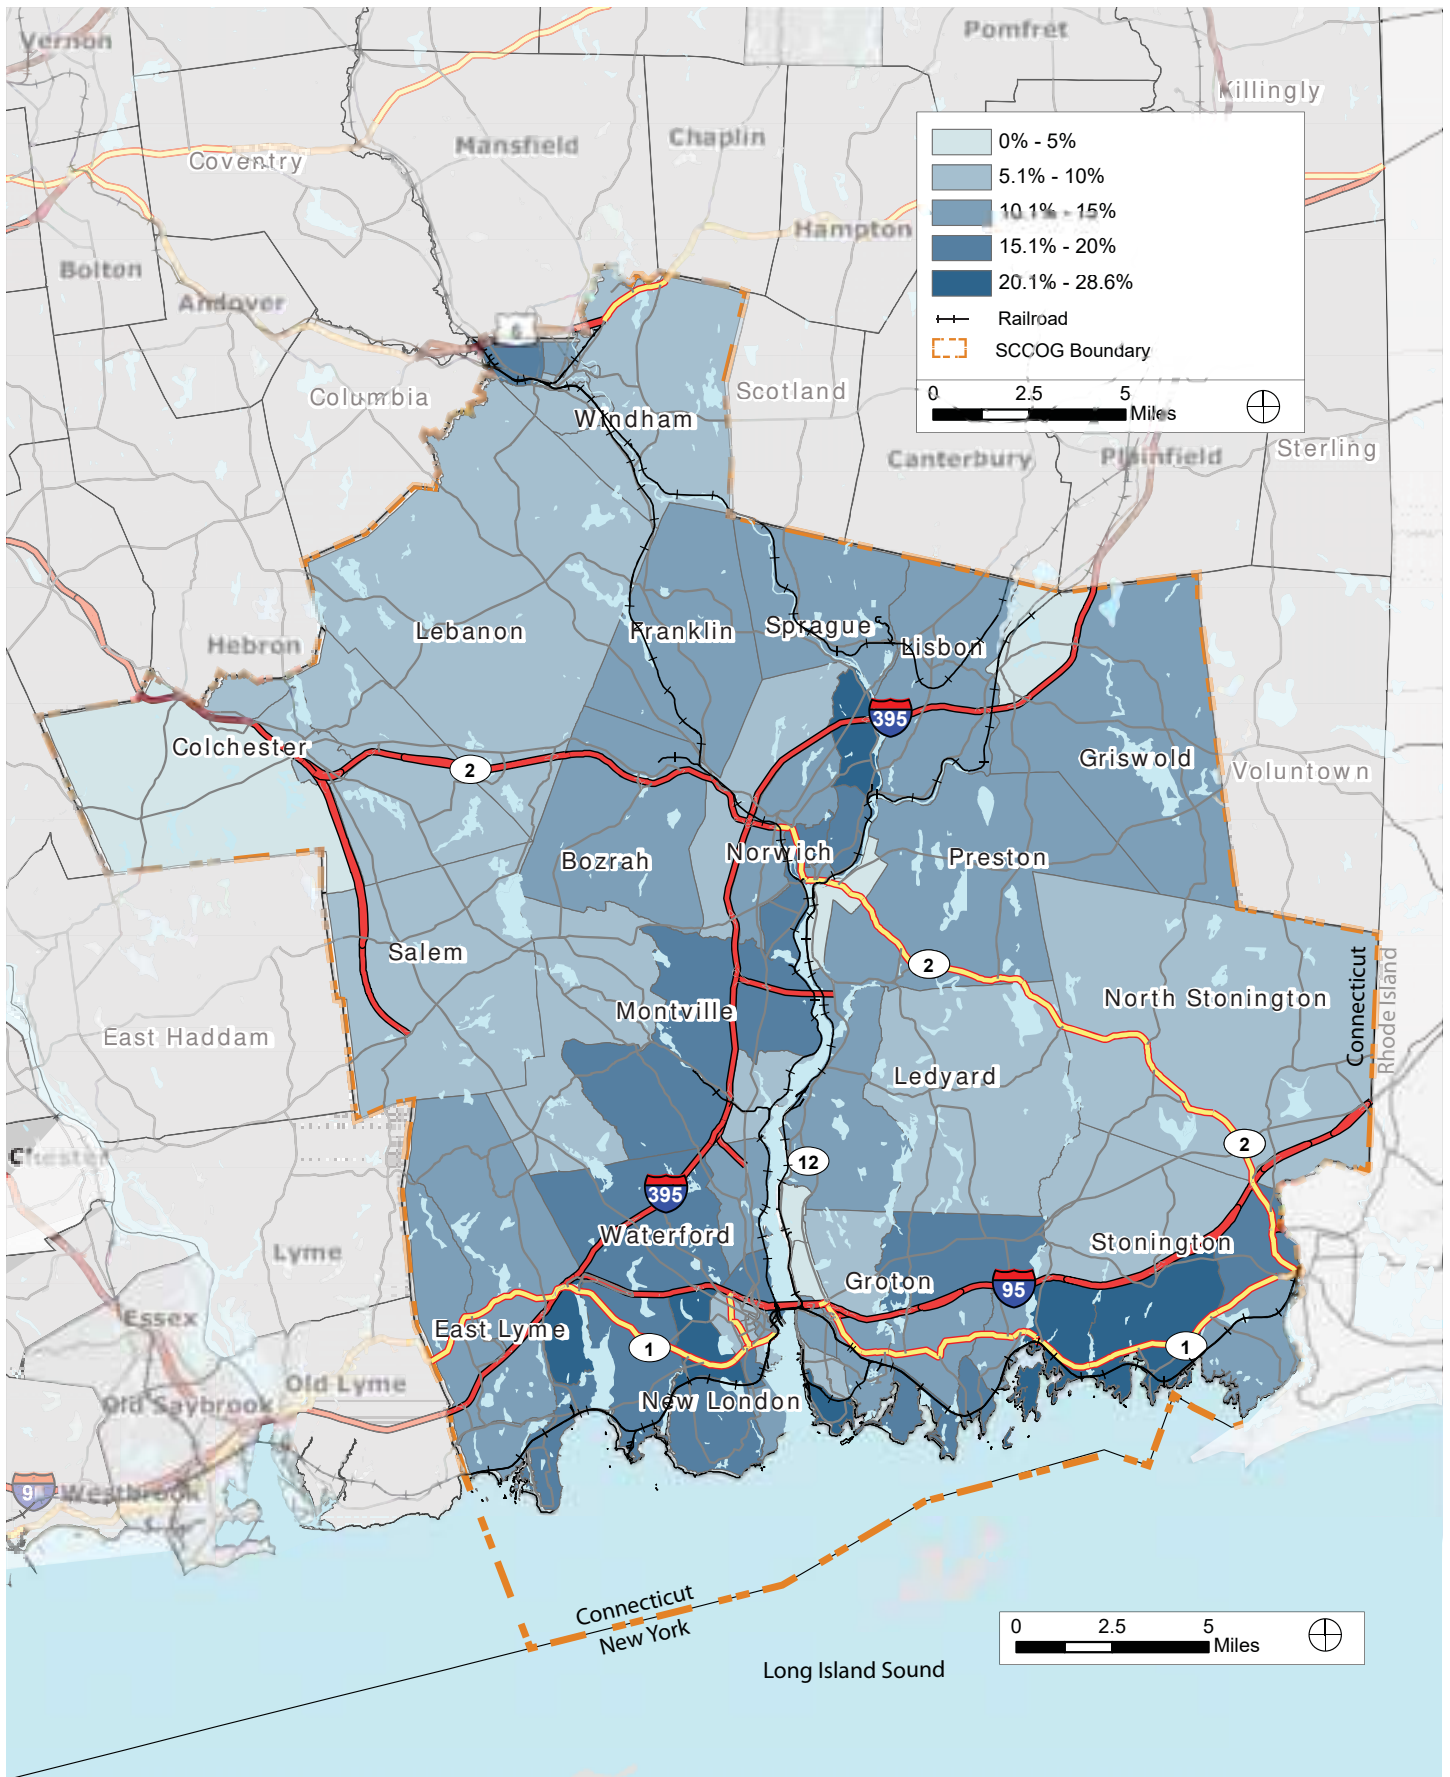 Vernon
Pomfret
Killingly
Coventry
Mansfield
Chaplin
0% - 5%
5.1% - 10%
10.1% - 15%
15.1% - 20%
20.1% - 28.6%
Railroad
SCCOG Boundary
0 2.5 5
Miles
Hampton
Bolton
Andover
6
Columbia
Scotland
Windham
Canterbury
Plainfield
Sterling
Lebanon
Franklin
Sprague
Lisbon
Hebron
395
Colchester
2
Griswold
Voluntown
Bozrah
Norwich
Preston
Salem
2
Montville
North Stonington
Connecticut
Rhode Island
East Haddam
Ledyard
Chester
12
2
395
Waterford
Lyme
Stonington
Groton
95
Essex
East Lyme
1
1
Old Lyme
Old Saybrook
New London
9
Westbrook
Connecticut
New York
Long Island Sound
0 2.5 5
Miles